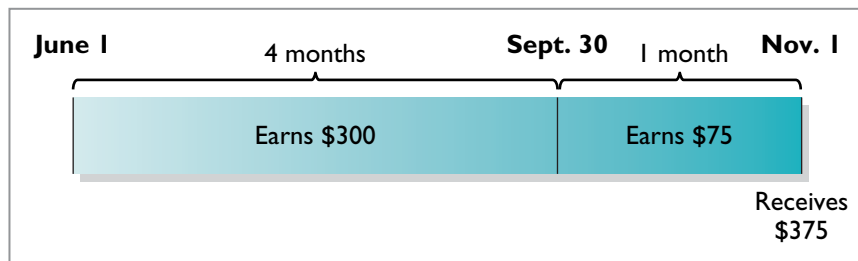 June 1
4 months
Sept. 30
1 month
Nov. 1
Earns $300
Earns $75
Receives
$375